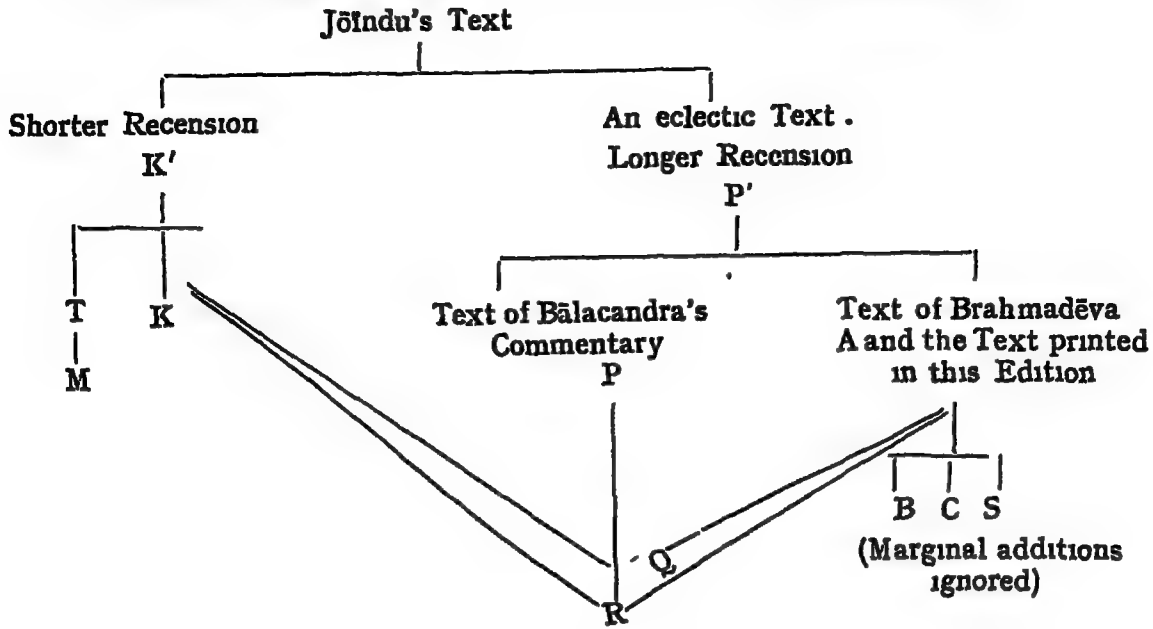 Jōïndu's Text
Shorter Recension
K′
An eclectic Text.
Longer Recension
P′
T
K
M
Text of Bālacandra's
Commentary
P
Text of Brahmadēva
A and the Text printed
in this Edition
B C S
(Marginal additions
ignored)
Q
R